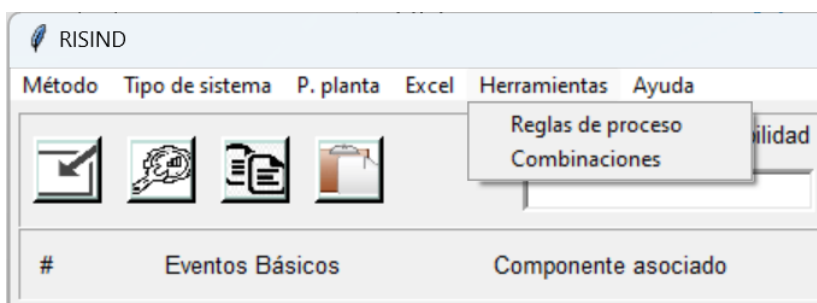 RISIND
Método Tipo de sistema P. planta Excel Herramientas Ayuda
Reglas de proceso
Combinaciones
# Eventos Básicos Componente asociado